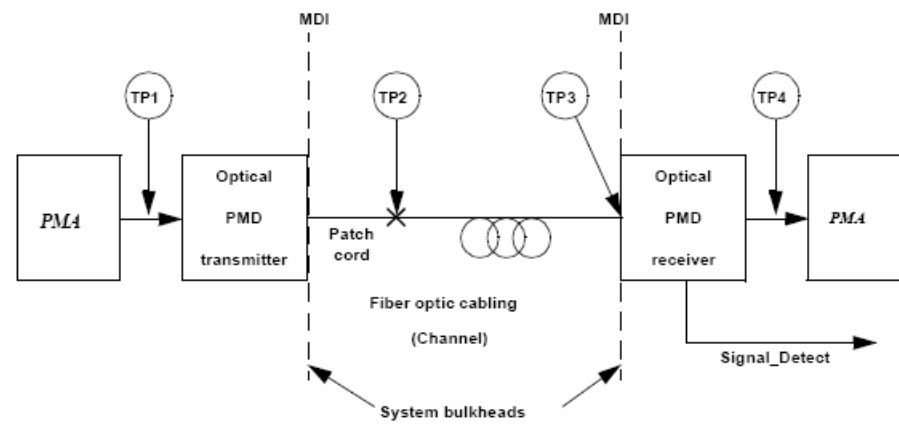 MDI
MDI
TP1
TP2
TP3
TP4
PMA
Optical
PMD
transmitter
Patch
cord
Fiber optic cabling
(Channel)
Optical
PMD
receiver
PMA
Signal_Detect
System bulkheads